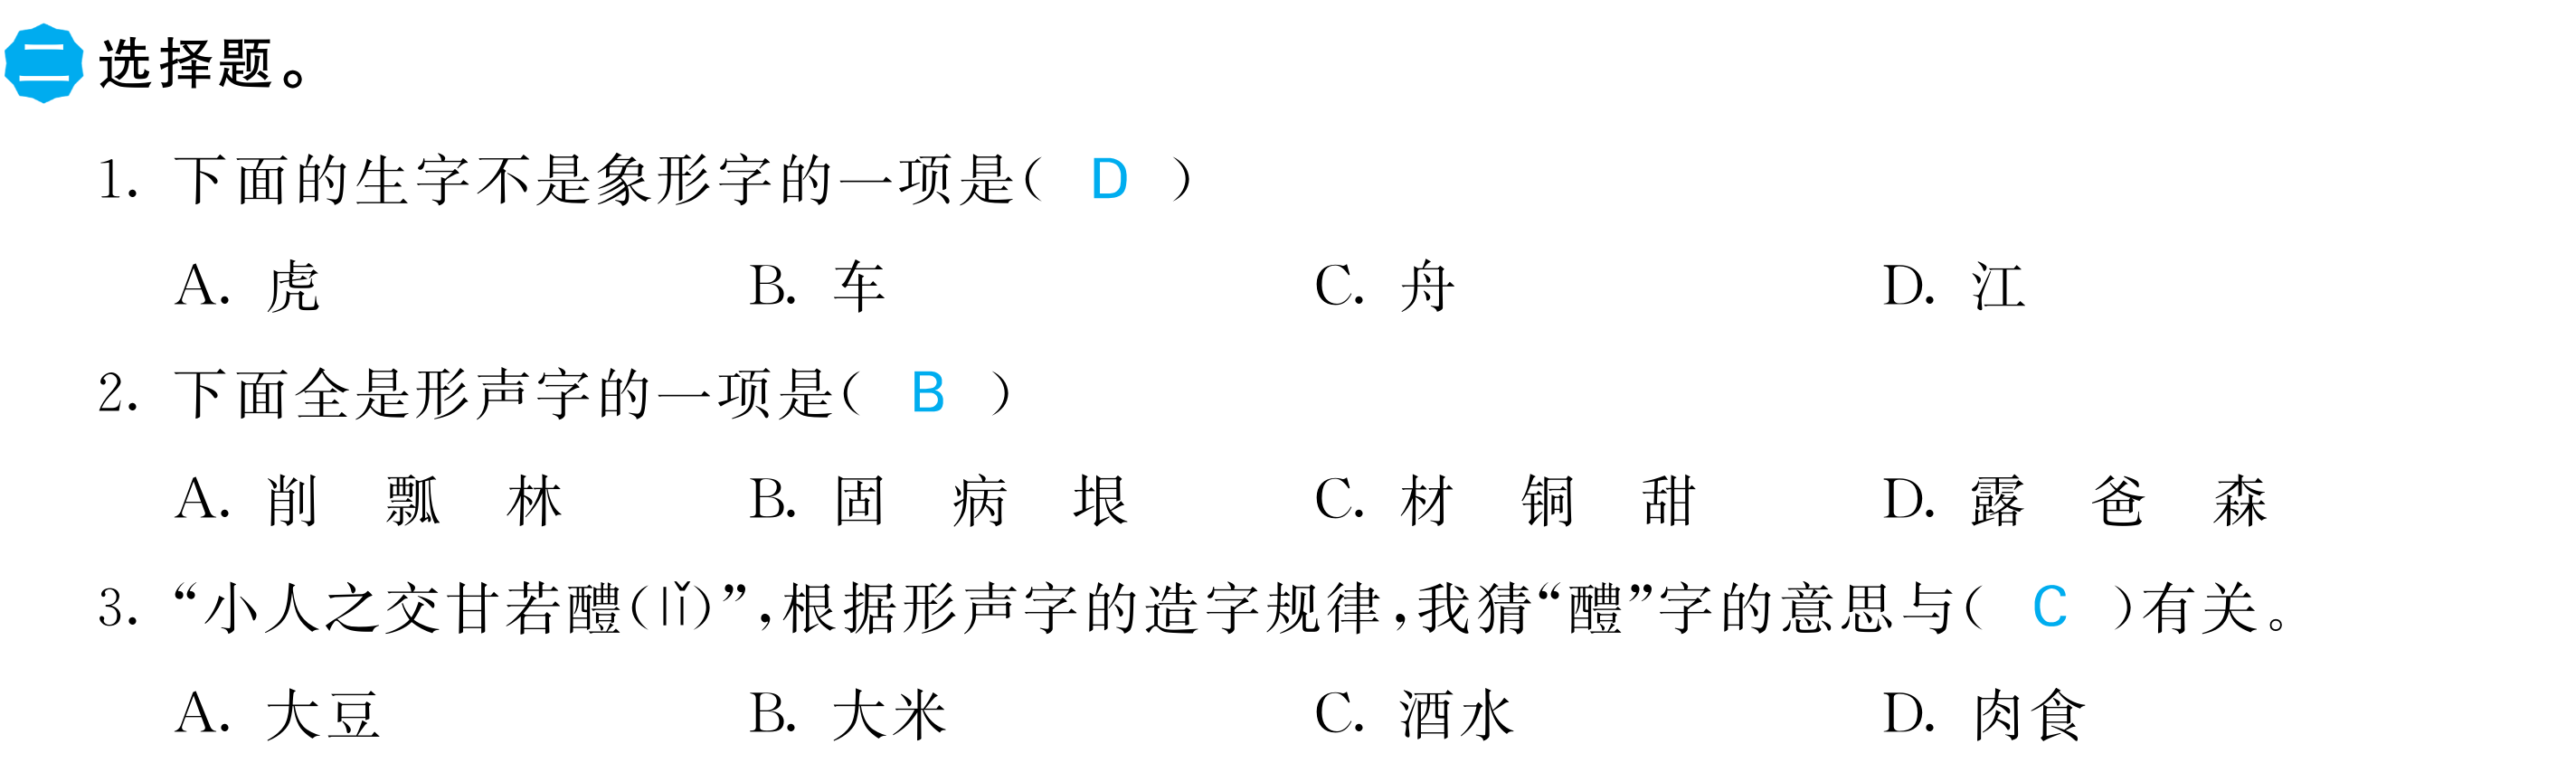 二 选择题。
1. 下面的生字不是象形字的一项是( D )
A. 虎 B. 车 C. 舟 D. 江
2. 下面全是形声字的一项是( B )
A. 削 瓢 林 B. 固 病 垠 C. 材 铜 甜 D. 露 爸 森
3. “小人之交甘若醴(lǐ)”,根据形声字的造字规律,我猜“醴”字的意思与( C )有关。
A. 大豆 B. 大米 C. 酒水 D. 肉食